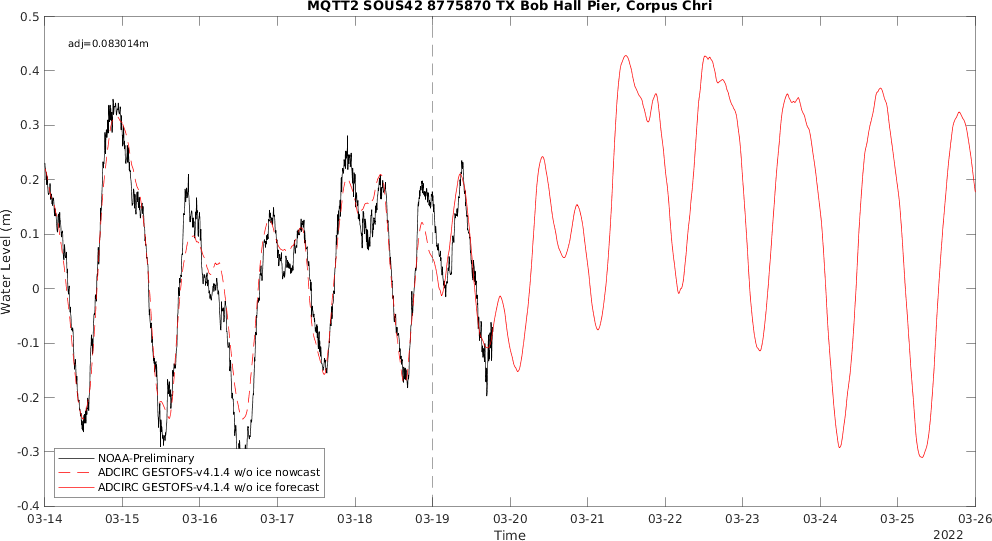 MQTT2 SOUS42 8775870 TX Bob Hall Pier, Corpus Chri
adj=0.083014m
0.5
0.4
0.3
0.2
0.1
0
-0.1
-0.2
-0.3
-0.4
Water Level (m)
NOAA-Preliminary
ADCIRC GESTOFS-v4.1.4 w/o ice nowcast
ADCIRC GESTOFS-v4.1.4 w/o ice forecast
03-14 03-15 03-16 03-17 03-18 03-19 03-20 03-21 03-22 03-23 03-24 03-25 03-26
Time
2022